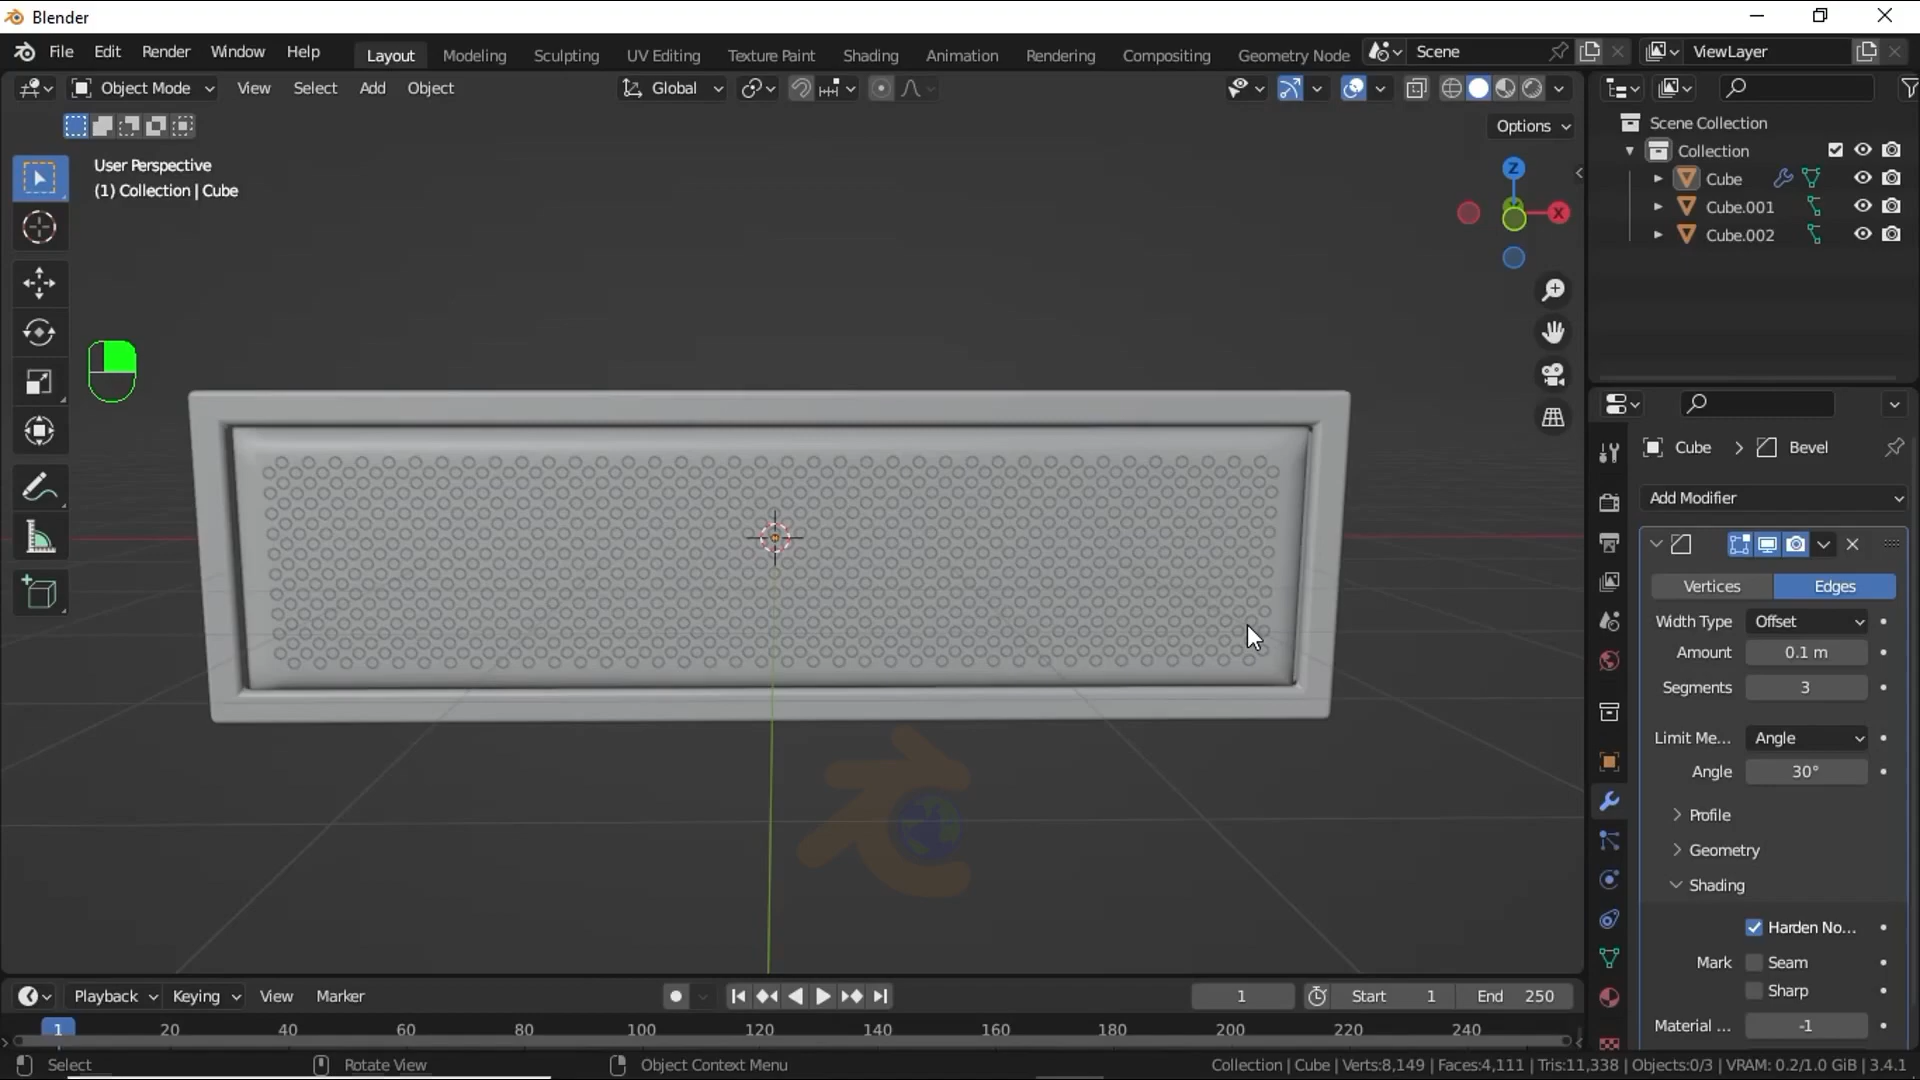 Blender
File Edit Render Window Help Layout Modeling Sculpting UV Editing Texture Paint Shading Animation Rendering Compositing Geometry Node Scene ViewLayer
Object Mode View Select Add Object Global
Options
User Perspective
(1) Collection | Cube
Z
X
Scene Collection
Collection
Cube
Cube.001
Cube.002
Cube > Bevel
Add Modifier
Vertices Edges
Width Type Offset
Amount 0.1 m
Segments 3
Limit Me... Angle
Angle 30°
Profile
Geometry
Shading
Harden No...
Mark Seam
Sharp
Material ... -1
Playback Keying View Marker 1 Start 1 End 250
1 20 40 60 80 100 120 140 160 180 200 220 240
Select Rotate View Object Context Menu Collection | Cube | Verts:8,149 | Faces:4,111 | Tris:11,338 | Objects:0/3 | VRAM: 0.2/1.0 GiB | 3.4.1